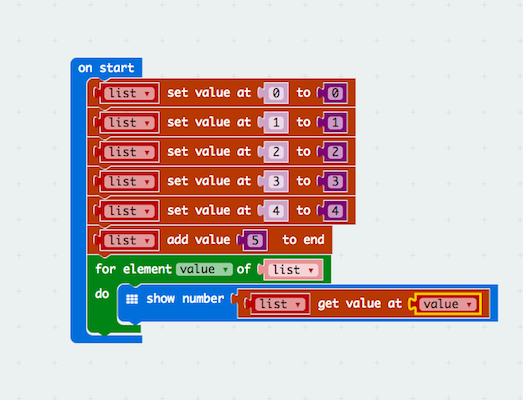 on start
list set value at 0 to 0
list set value at 1 to 1
list set value at 2 to 2
list set value at 3 to 3
list set value at 4 to 4
list add value 5 to end
for element value of list
do show number list get value at value